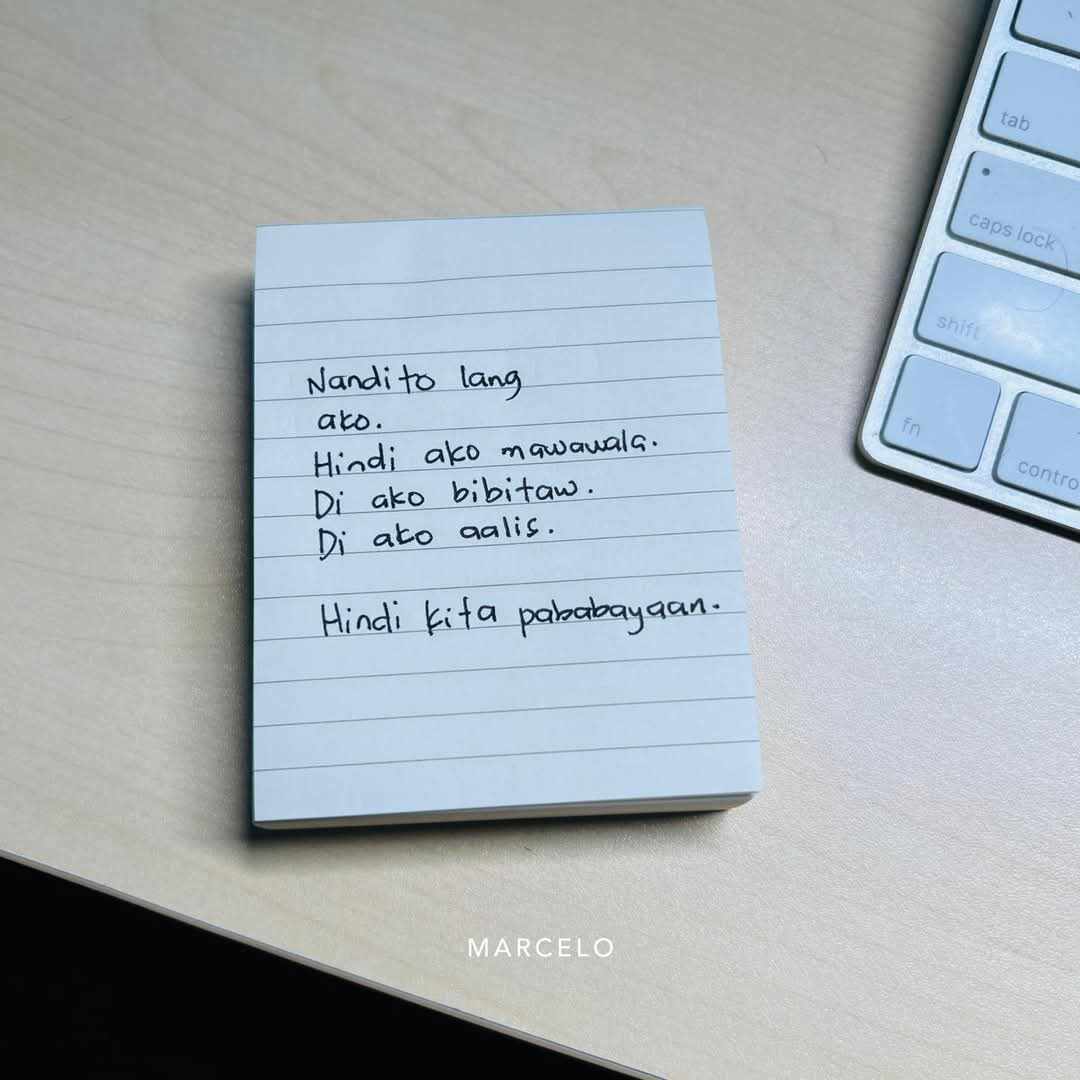 Nandito lang
ako.
Hindi ako mawawala.
Di ako bibitaw.
Di ako aalis.
Hindi kita pababayaan.
tab
caps lock
shift
fn
contro
MARCELO